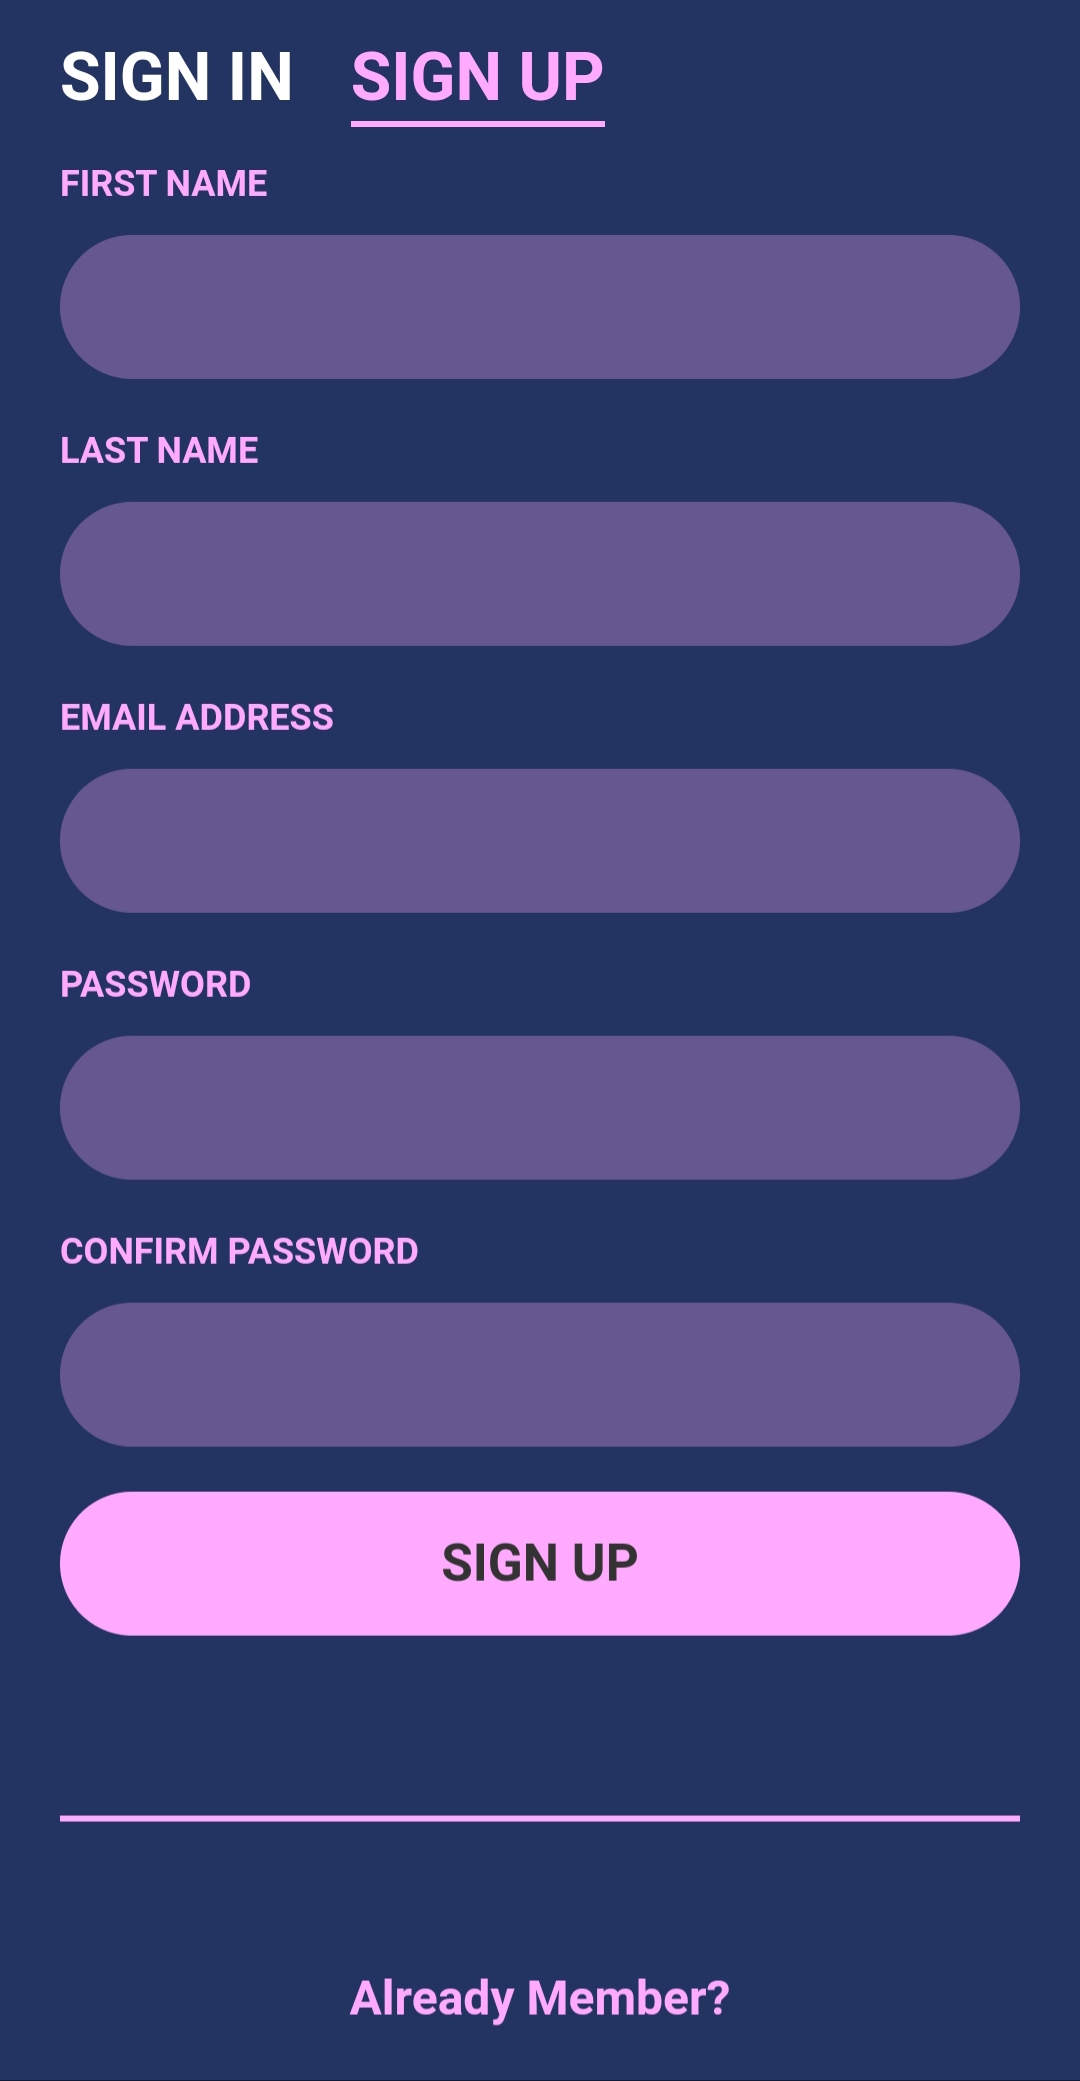 SIGN IN SIGN UP
FIRST NAME
LAST NAME
EMAIL ADDRESS
PASSWORD
CONFIRM PASSWORD
SIGN UP
Already Member?